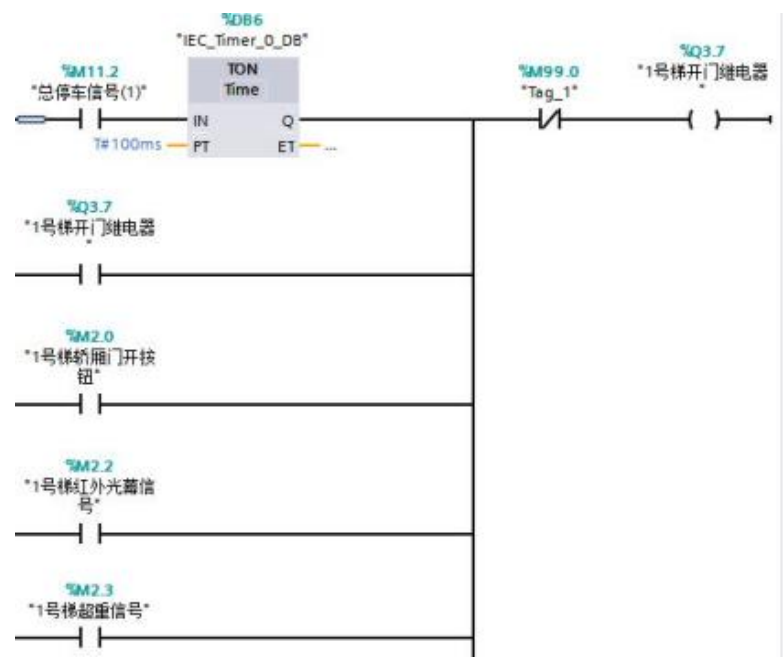 %DB6
"IEC_Timer_0_DB"
%M11.2
"总停车信号(1)"
TON
Time
IN
Q
T#100ms
PT
ET
...
%M99.0
"Tag_1"
%Q3.7
"1号梯开门继电器
"
%Q3.7
"1号梯开门继电器
"
%M2.0
"1号梯轿厢门开按
钮"
%M2.2
"1号梯红外光幕信
号"
%M2.3
"1号梯超重信号"